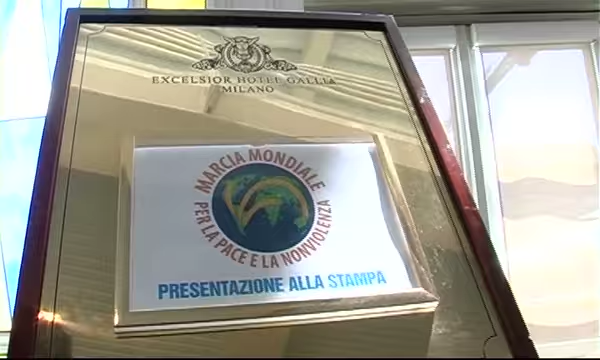 EXCELSIOR HOTEL GALLIA
MILANO
MARCIA MONDIALE
PER LA PACE E LA NONVIOLENZA
PRESENTAZIONE ALLA STAMPA